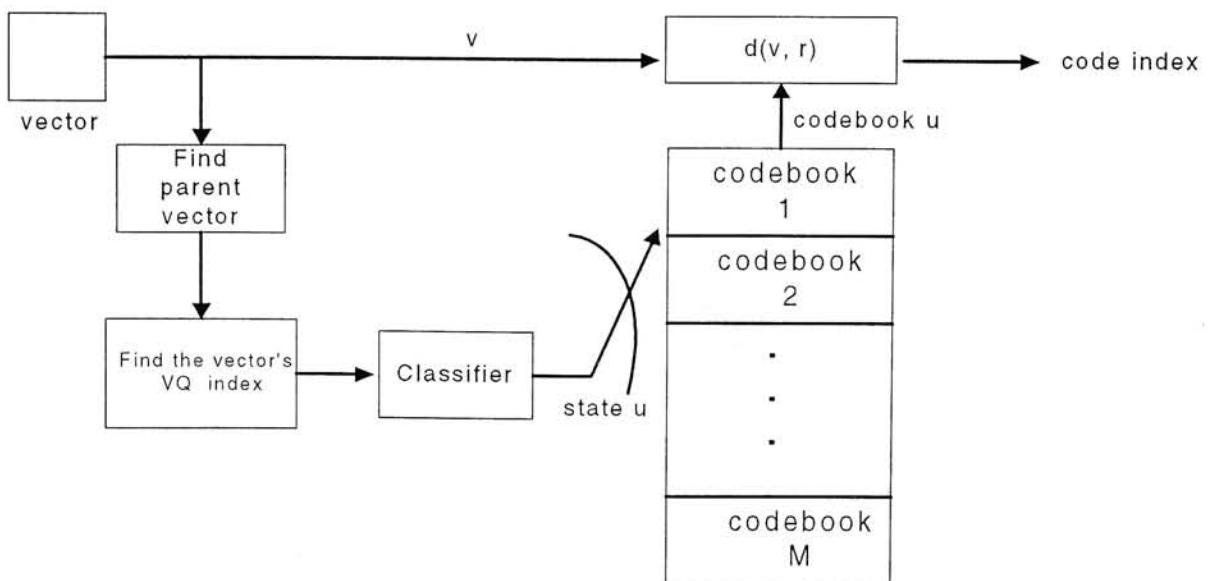 v
d(v, r)
code index
vector
codebook u
Find
parent
vector
codebook
1
codebook
2
Find the vector's
VQ index
Classifier
state u
codebook
M